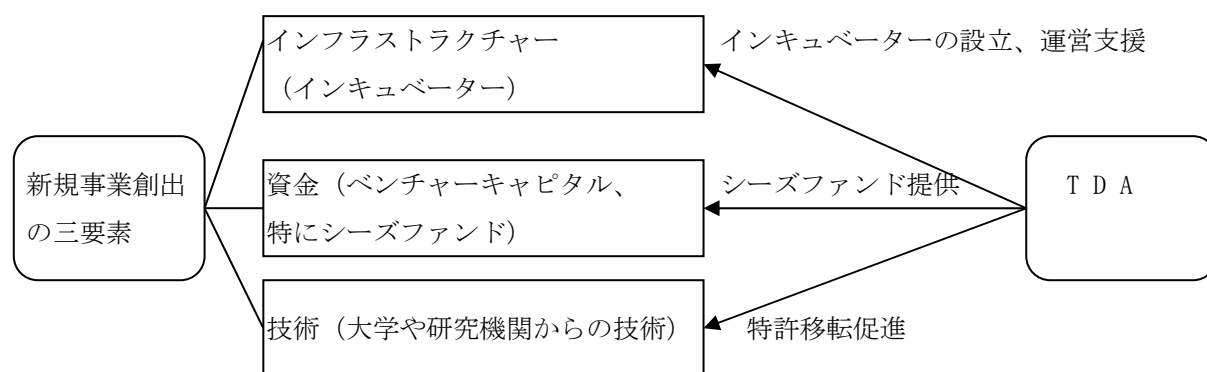 インフラストラクチャー
（インキュベーター）
インキュベーターの設立、運営支援
新規事業創出
の三要素
資金（ベンチャーキャピタル、
特にシーズファンド）
シーズファンド提供
ＴＤＡ
技術（大学や研究機関からの技術）
特許移転促進